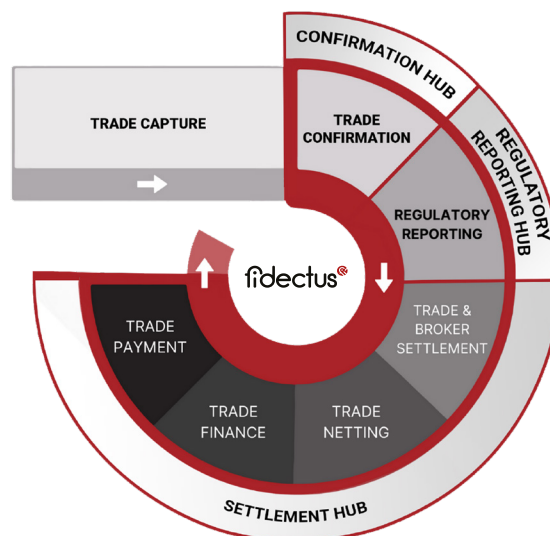 CONFIRMATION HUB
TRADE CAPTURE
TRADE
CONFIRMATION
REGULATORY
REPORTING HUB
REGULATORY
REPORTING
fidectus
TRADE &
BROKER
SETTLEMENT
TRADE
PAYMENT
TRADE
FINANCE
TRADE
NETTING
SETTLEMENT HUB